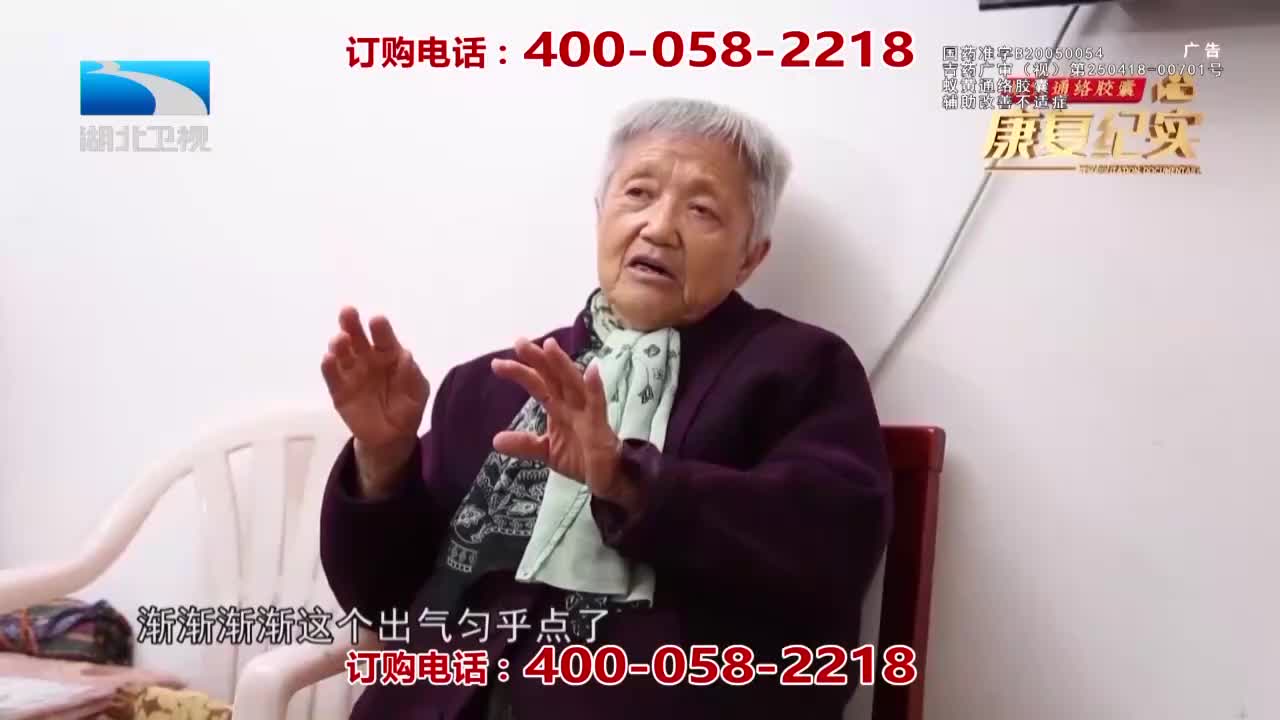 订购电话：400-058-2218
国药准字B20050054
广告
吉药广审（视）第250418-00701号
蚁黄通络胶囊
通络胶囊
辅助改善不适症
湖北卫视
康复纪实
渐渐渐渐这个出气匀乎点了
订购电话：400-058-2218